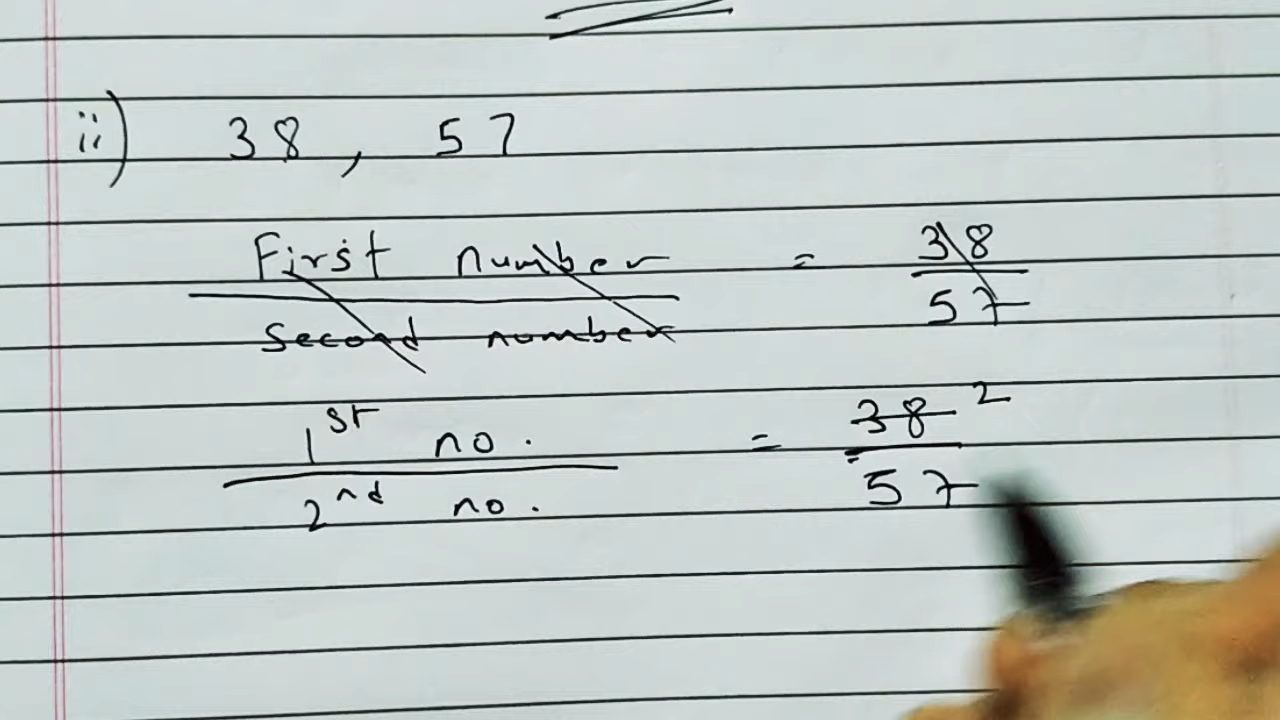 ii) 38, 57
First number = 38
Second number 57
1st no. = 38 2
2nd no. 57